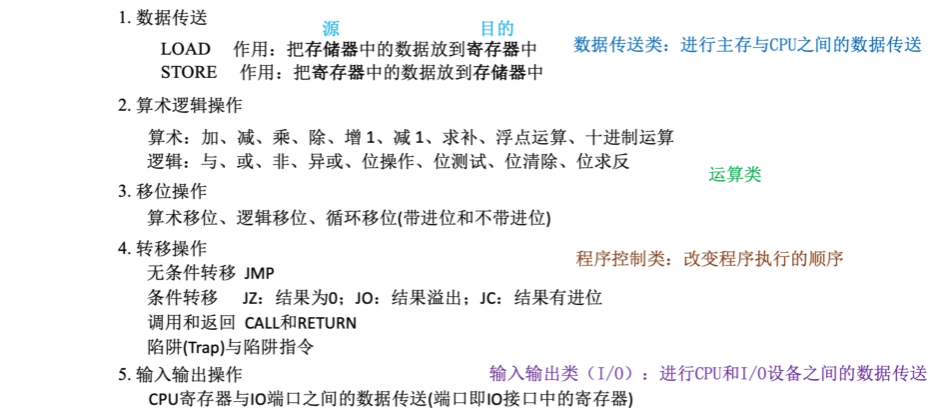 1. 数据传送
源 目的
LOAD 作用：把存储器中的数据放到寄存器中
数据传送类：进行主存与CPU之间的数据传送
STORE 作用：把寄存器中的数据放到存储器中
2. 算术逻辑操作
算术：加、减、乘、除、增 1、减 1、求补、浮点运算、十进制运算
逻辑：与、或、非、异或、位操作、位测试、位清除、位求反
运算类
3. 移位操作
算术移位、逻辑移位、循环移位(带进位和不带进位)
4. 转移操作
程序控制类：改变程序执行的顺序
无条件转移 JMP
条件转移 JZ：结果为0；JO：结果溢出；JC：结果有进位
调用和返回 CALL和RETURN
陷阱(Trap)与陷阱指令
5. 输入输出操作
输入输出类（I/O）：进行CPU和I/O设备之间的数据传送
CPU寄存器与IO端口之间的数据传送(端口即IO接口中的寄存器)